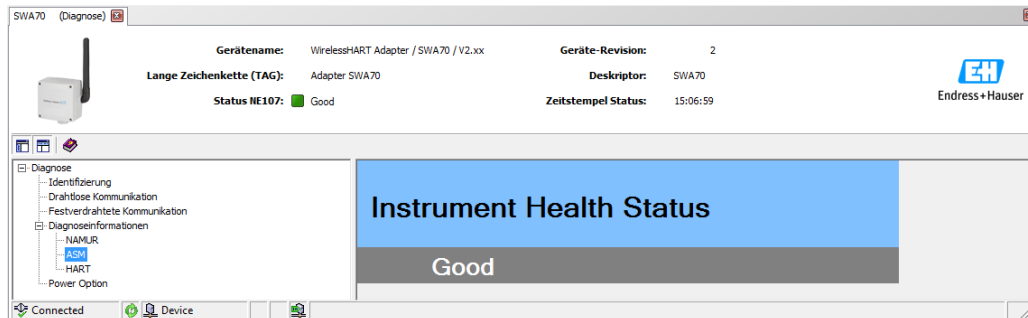 SWA70 (Diagnose)
Gerätename: WirelessHART Adapter / SWA70 / V2.xx Geräte-Revision: 2
Lange Zeichenkette (TAG): Adapter SWA70 Deskriptor: SWA70
Status NE107: Good Zeitstempel Status: 15:06:59
EH
Endress+Hauser
Diagnose
Identifizierung
Drahtlose Kommunikation
Festverdrahtete Kommunikation
Diagnoseinformationen
NAMUR
ASM
HART
Power Option
Instrument Health Status
Good
Connected Device